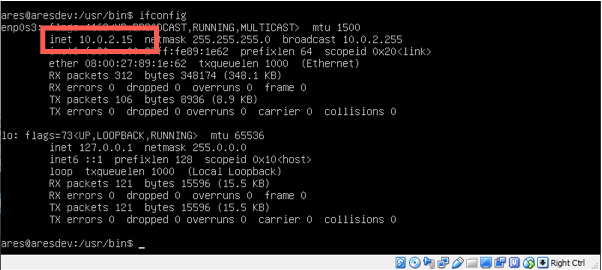 ares@aresdev:/usr/bin$ ifconfig
enp0s3: flags=4163<UP,BROADCAST,RUNNING,MULTICAST> mtu 1500
inet 10.0.2.15 netmask 255.255.255.0 broadcast 10.0.2.255
prefixlen 64 scopeid 0x20<link>
ether 08:00:27:89:1e:62 txqueuelen 1000 (Ethernet)
RX packets 312 bytes 348174 (348.1 KB)
RX errors 0 dropped 0 overruns 0 frame 0
TX packets 106 bytes 8936 (8.9 KB)
TX errors 0 dropped 0 overruns 0 carrier 0 collisions 0
lo: flags=73<UP,LOOPBACK,RUNNING> mtu 65536
inet 127.0.0.1 netmask 255.0.0.0
inet6 ::1 prefixlen 128 scopeid 0x10<host>
loop txqueuelen 1000 (Local Loopback)
RX packets 121 bytes 15596 (15.5 KB)
RX errors 0 dropped 0 overruns 0 frame 0
TX packets 121 bytes 15596 (15.5 KB)
TX errors 0 dropped 0 overruns 0 carrier 0 collisions 0
ares@aresdev:/usr/bin$ _
Right Ctrl